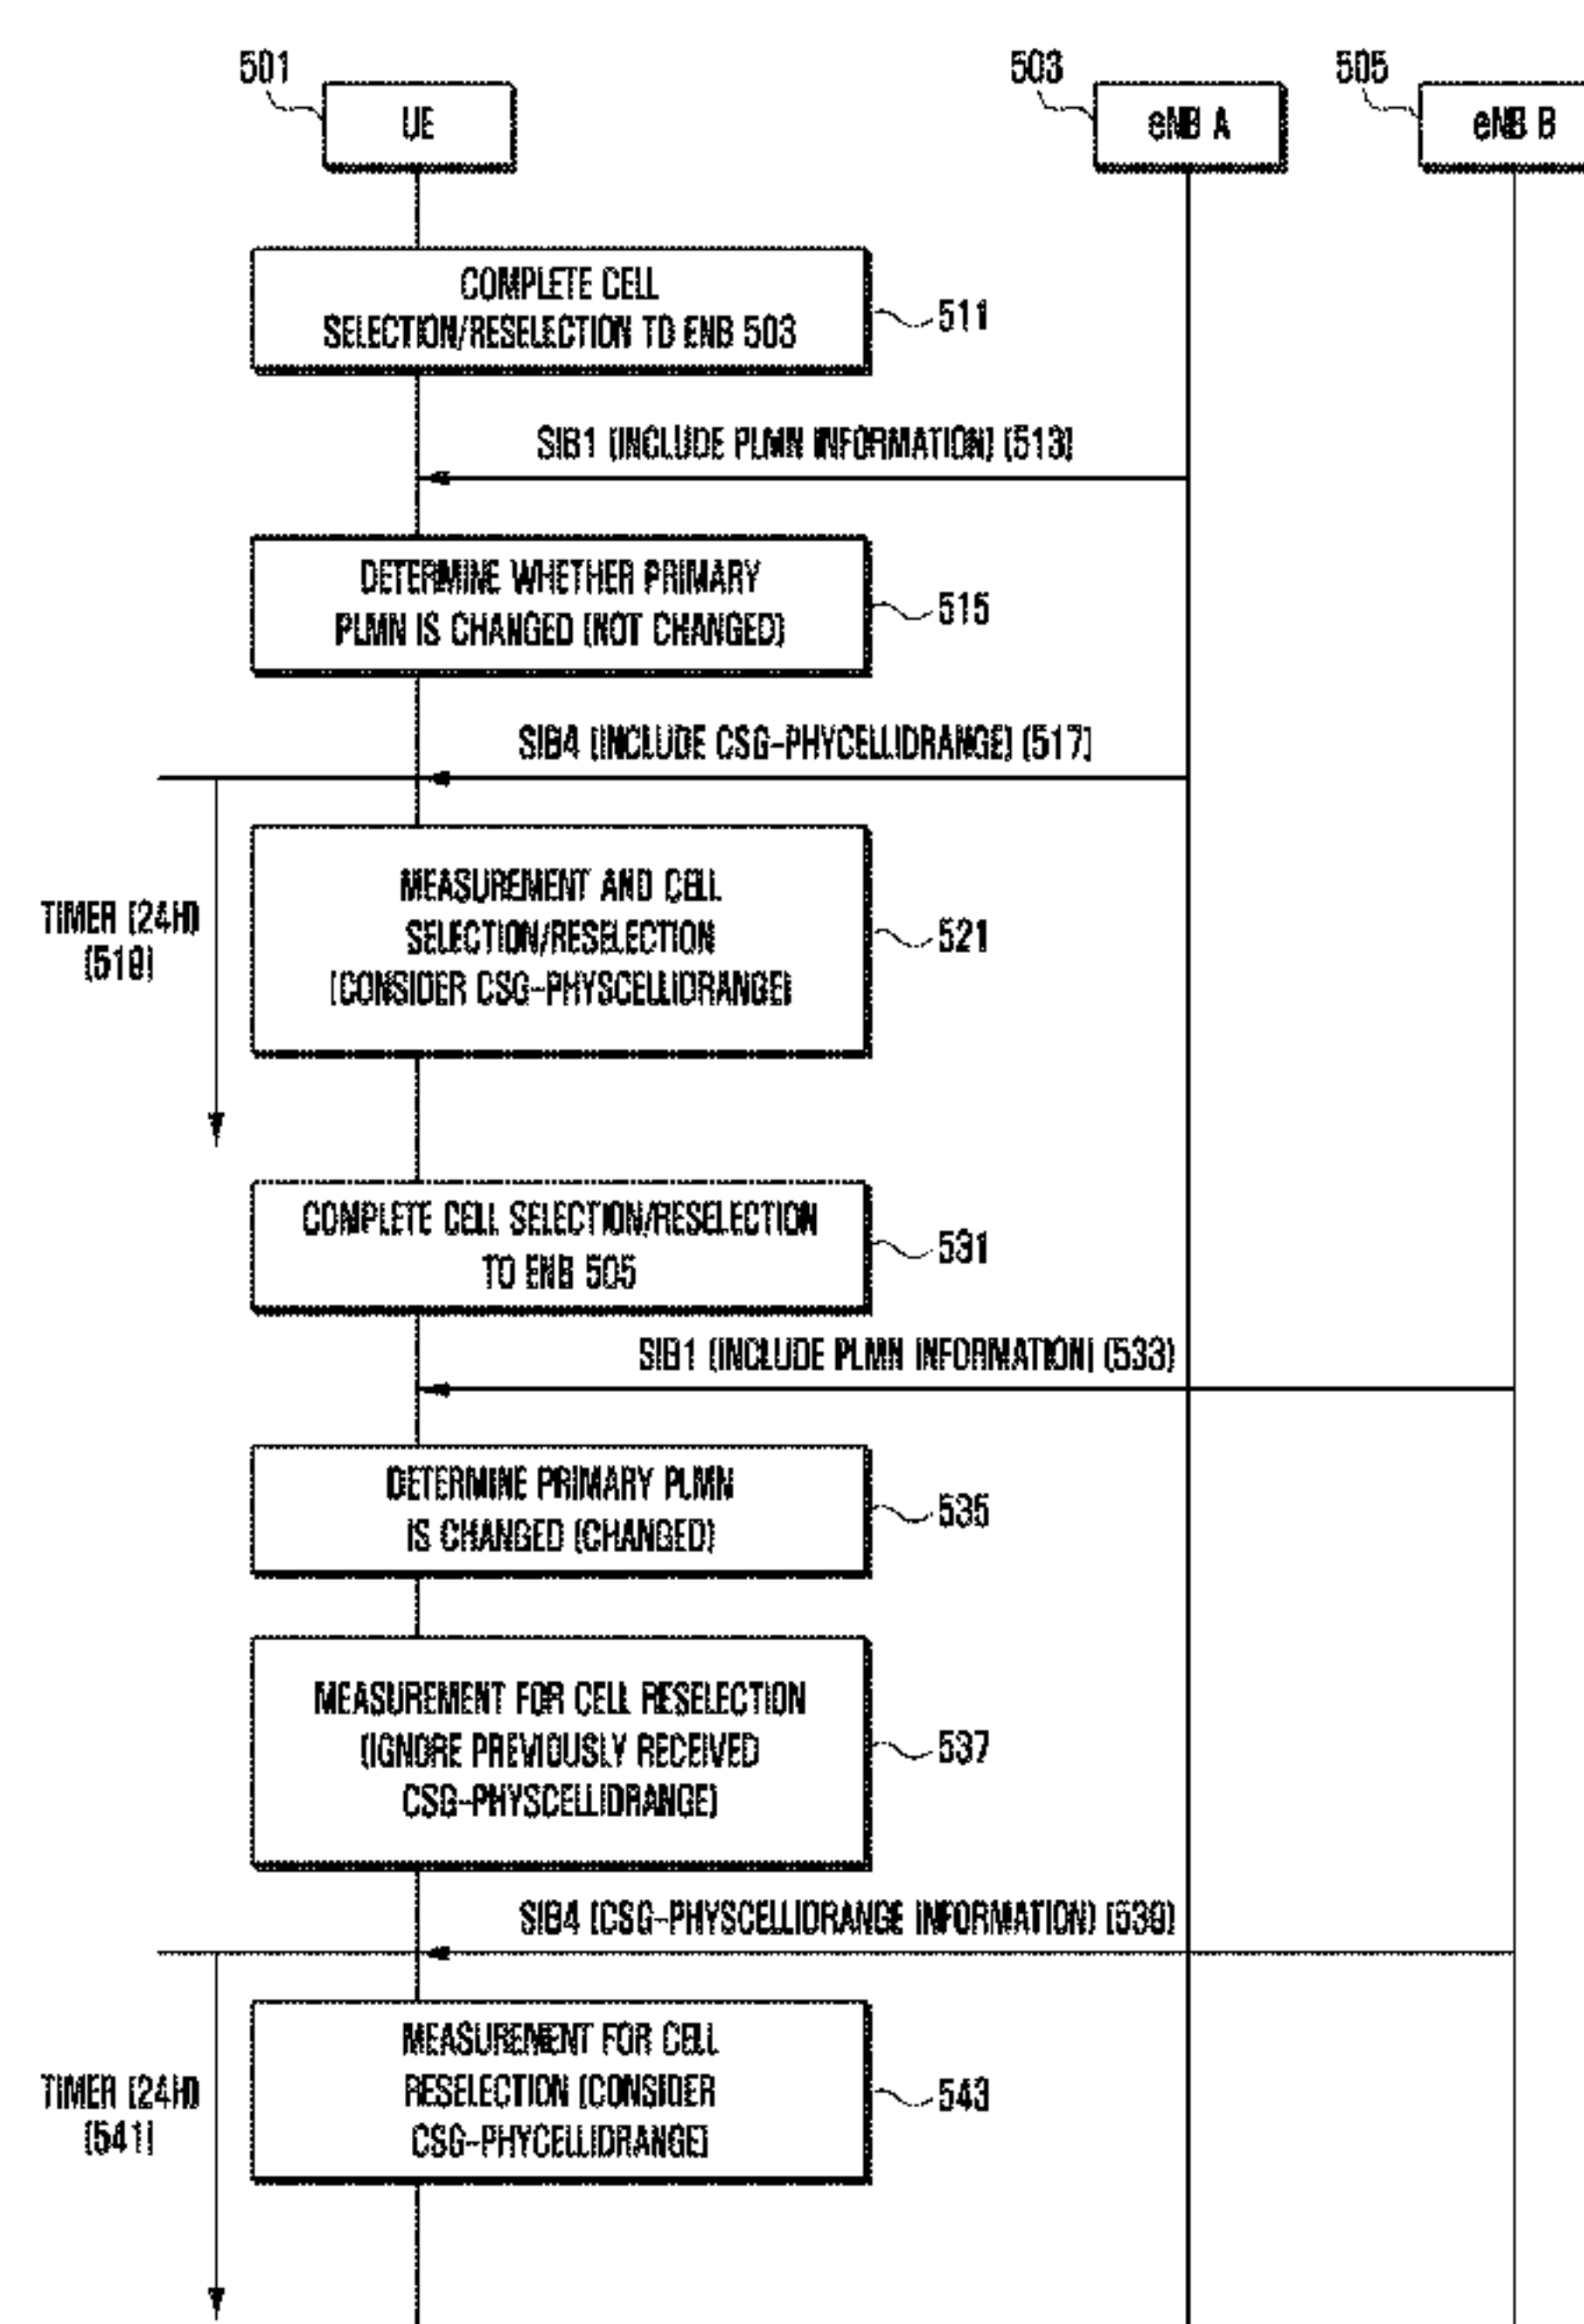 501
503
505
UE
eNB A
eNB B
COMPLETE CELL
SELECTION/RESELECTION TO ENB 503
511
SIB1 (INCLUDE PLMN INFORMATION) (513)
DETERMINE WHETHER PRIMARY
PLMN IS CHANGED (NOT CHANGED)
515
SIB4 (INCLUDE CSG-PHYCELLIDRANGE) (517)
MEASUREMENT AND CELL
SELECTION/RESELECTION
(CONSIDER CSG-PHYSCELLIDRANGE)
521
TIMER (24H)
(519)
COMPLETE CELL SELECTION/RESELECTION
TO ENB 505
531
SIB1 (INCLUDE PLMN INFORMATION) (533)
DETERMINE PRIMARY PLMN
IS CHANGED (CHANGED)
535
MEASUREMENT FOR CELL RESELECTION
(IGNORE PREVIOUSLY RECEIVED
CSG-PHYSCELLIDRANGE)
537
SIB4 (CSG-PHYSCELLIDRANGE INFORMATION) (539)
MEASUREMENT FOR CELL
RESELECTION (CONSIDER
CSG-PHYCELLIDRANGE)
543
TIMER (24H)
(541)